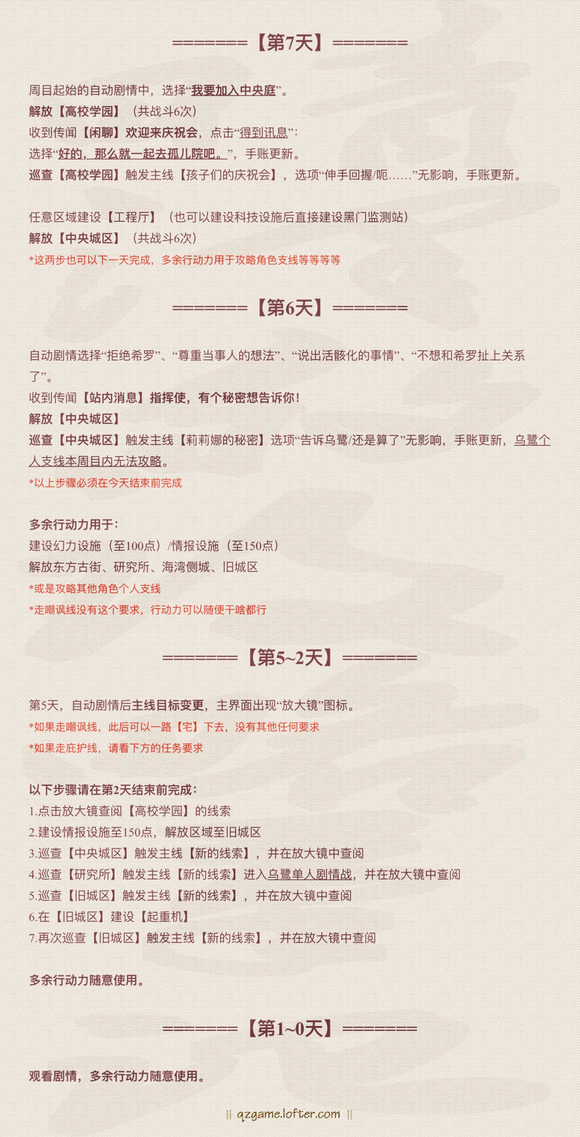 =======【第7天】=======
周目起始的自动剧情中，选择“我要加入中央庭”。
解放【高校学园】（共战斗6次）
收到传闻【闲聊】欢迎来庆祝会，点击“得到讯息”：
选择“好的，那么就一起去孤儿院吧。”，手账更新。
巡查【高校学园】触发主线【孩子们的庆祝会】，选项“伸手回握/呃……”无影响，手账更新。
任意区域建设【工程厅】（也可以建设科技设施后直接建设黑门监测站）
解放【中央城区】（共战斗6次）
*这两步也可以下一天完成，多余行动力用于攻略角色支线等等等等
=======【第6天】=======
自动剧情选择“拒绝希罗”、“尊重当事人的想法”、“说出活骸化的事情”、“不想和希罗扯上关系
了”。
收到传闻【站内消息】指挥使，有个秘密想告诉你！
解放【中央城区】
巡查【中央城区】触发主线【莉莉娜的秘密】选项“告诉乌鹭/还是算了”无影响，手账更新，乌鹭个
人支线本周目内无法攻略。
*以上步骤必须在今天结束前完成
多余行动力用于：
建设幻力设施（至100点）/情报设施（至150点）
解放东方古街、研究所、海湾侧城、旧城区
*或是攻略其他角色个人支线
*走嘲讽线没有这个要求，行动力可以随便干啥都行
=======【第5~2天】=======
第5天，自动剧情后主线目标变更，主界面出现“放大镜”图标。
*如果走嘲讽线，此后可以一路【宅】下去，没有其他任何要求
*如果走庇护线，请看下方的任务要求
以下步骤请在第2天结束前完成：
1.点击放大镜查阅【高校学园】的线索
2.建设情报设施至150点，解放区域至旧城区
3.巡查【中央城区】触发主线【新的线索】，并在放大镜中查阅
4.巡查【研究所】触发主线【新的线索】进入乌鹭单人剧情战，并在放大镜中查阅
5.巡查【旧城区】触发主线【新的线索】，并在放大镜中查阅
6.在【旧城区】建设【起重机】
7.再次巡查【旧城区】触发主线【新的线索】，并在放大镜中查阅
多余行动力随意使用。
=======【第1~0天】=======
观看剧情，多余行动力随意使用。
|| qzgame.lofter.com ||